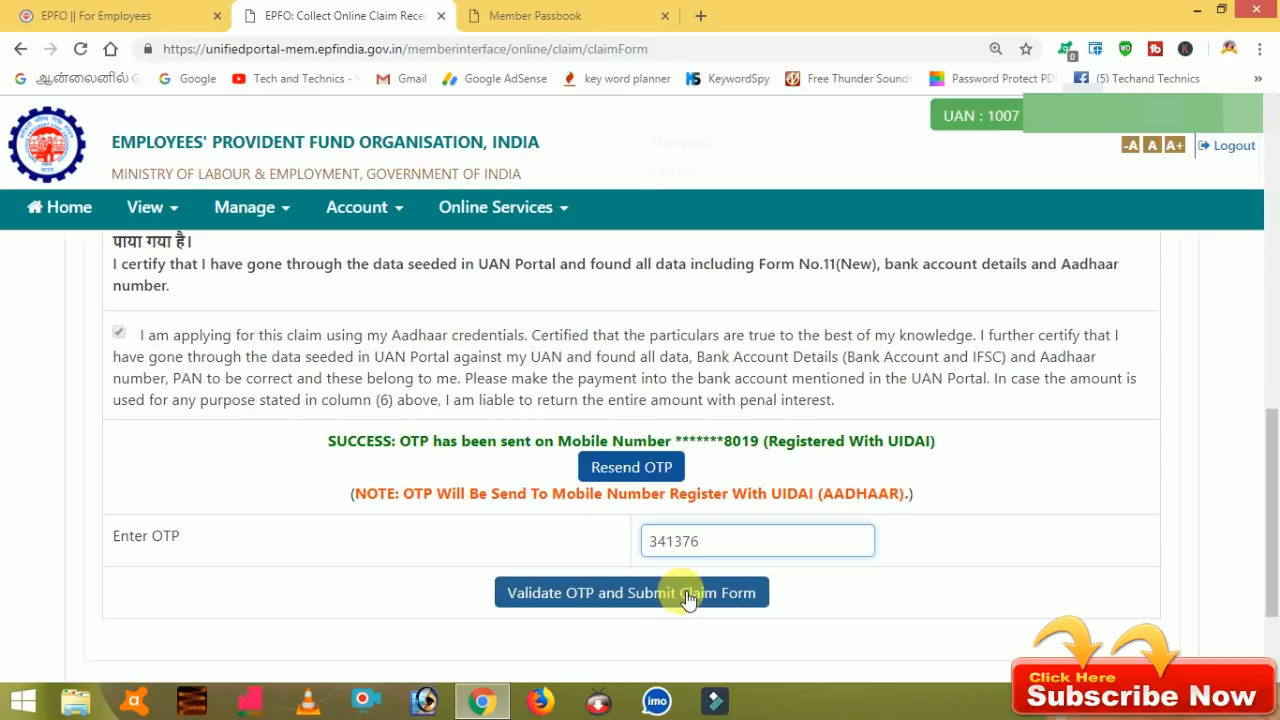 EPFO || For Employees
EPFO: Collect Online Claim Rece
Member Passbook
https://unifiedportal-mem.epfindia.gov.in/memberinterface/online/claim/claimForm
ஆன்லைனில் G
Google
Tech and Technics -
Gmail
Google AdSense
key word planner
KeywordSpy
Free Thunder Sound
Password Protect PD
(5) Techand Technics
»
UAN : 1007
EMPLOYEES' PROVIDENT FUND ORGANISATION, INDIA
MINISTRY OF LABOUR & EMPLOYMENT, GOVERNMENT OF INDIA
-A A A+ Logout
Home View Manage Account Online Services
पाया गया है।
I certify that I have gone through the data seeded in UAN Portal and found all data including Form No.11(New), bank account details and Aadhaar
number.
I am applying for this claim using my Aadhaar credentials. Certified that the particulars are true to the best of my knowledge. I further certify that I
have gone through the data seeded in UAN Portal against my UAN and found all data, Bank Account Details (Bank Account and IFSC) and Aadhaar
number, PAN to be correct and these belong to me. Please make the payment into the bank account mentioned in the UAN Portal. In case the amount is
used for any purpose stated in column (6) above, I am liable to return the entire amount with penal interest.
SUCCESS: OTP has been sent on Mobile Number *******8019 (Registered With UIDAI)
Resend OTP
(NOTE: OTP Will Be Send To Mobile Number Register With UIDAI (AADHAAR).)
Enter OTP
341376
Validate OTP and Submit Claim Form
Click Here
Subscribe Now
imo